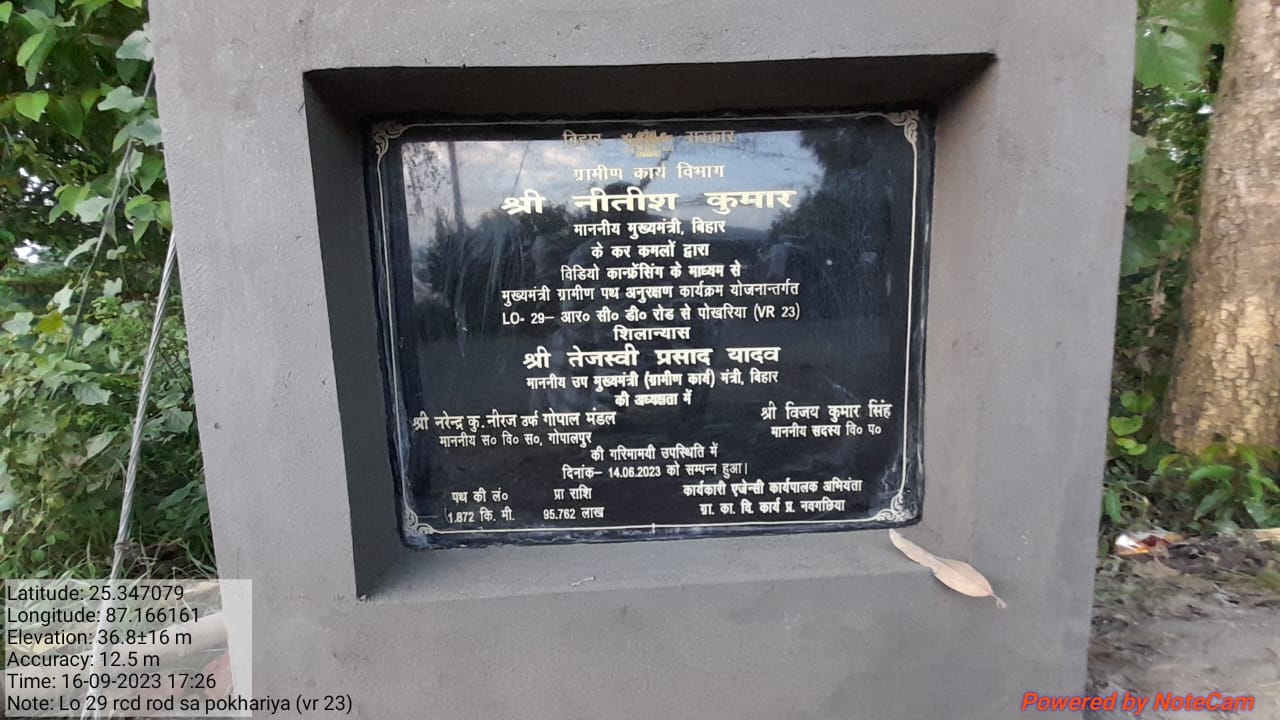 बिहार सरकार
ग्रामीण कार्य विभाग
श्री नीतीश कुमार
माननीय मुख्यमंत्री, बिहार
के कर कमलों द्वारा
विडियो कान्फ्रेंसिंग के माध्यम से
मुख्यमंत्री ग्रामीण पथ अनुरक्षण कार्यक्रम योजनान्तर्गत
LO- 29– आर० सी० डी० रोड से पोखरिया (VR 23)
शिलान्यास
श्री तेजस्वी प्रसाद यादव
माननीय उप मुख्यमंत्री (ग्रामीण कार्य) मंत्री, बिहार
की अध्यक्षता में
श्री नरेन्द्र कु. नीरज उर्फ गोपाल मंडल
माननीय स० वि० स०, गोपालपुर
श्री विजय कुमार सिंह
माननीय सदस्य वि० प०
की गरिमामयी उपस्थिति में
दिनांक– 14.06.2023 को सम्पन्न हुआ।
पथ की लं० प्रा राशि
1.872 कि. मी. 95.762 लाख
कार्यकारी एजेन्सी कार्यपालक अभियंता
ग्रा. का. वि. कार्य प्र. नवगछिया
Latitude: 25.347079
Longitude: 87.166161
Elevation: 36.8±16 m
Accuracy: 12.5 m
Time: 16-09-2023 17:26
Note: Lo 29 rcd rod sa pokhariya (vr 23)
Powered by NoteCam